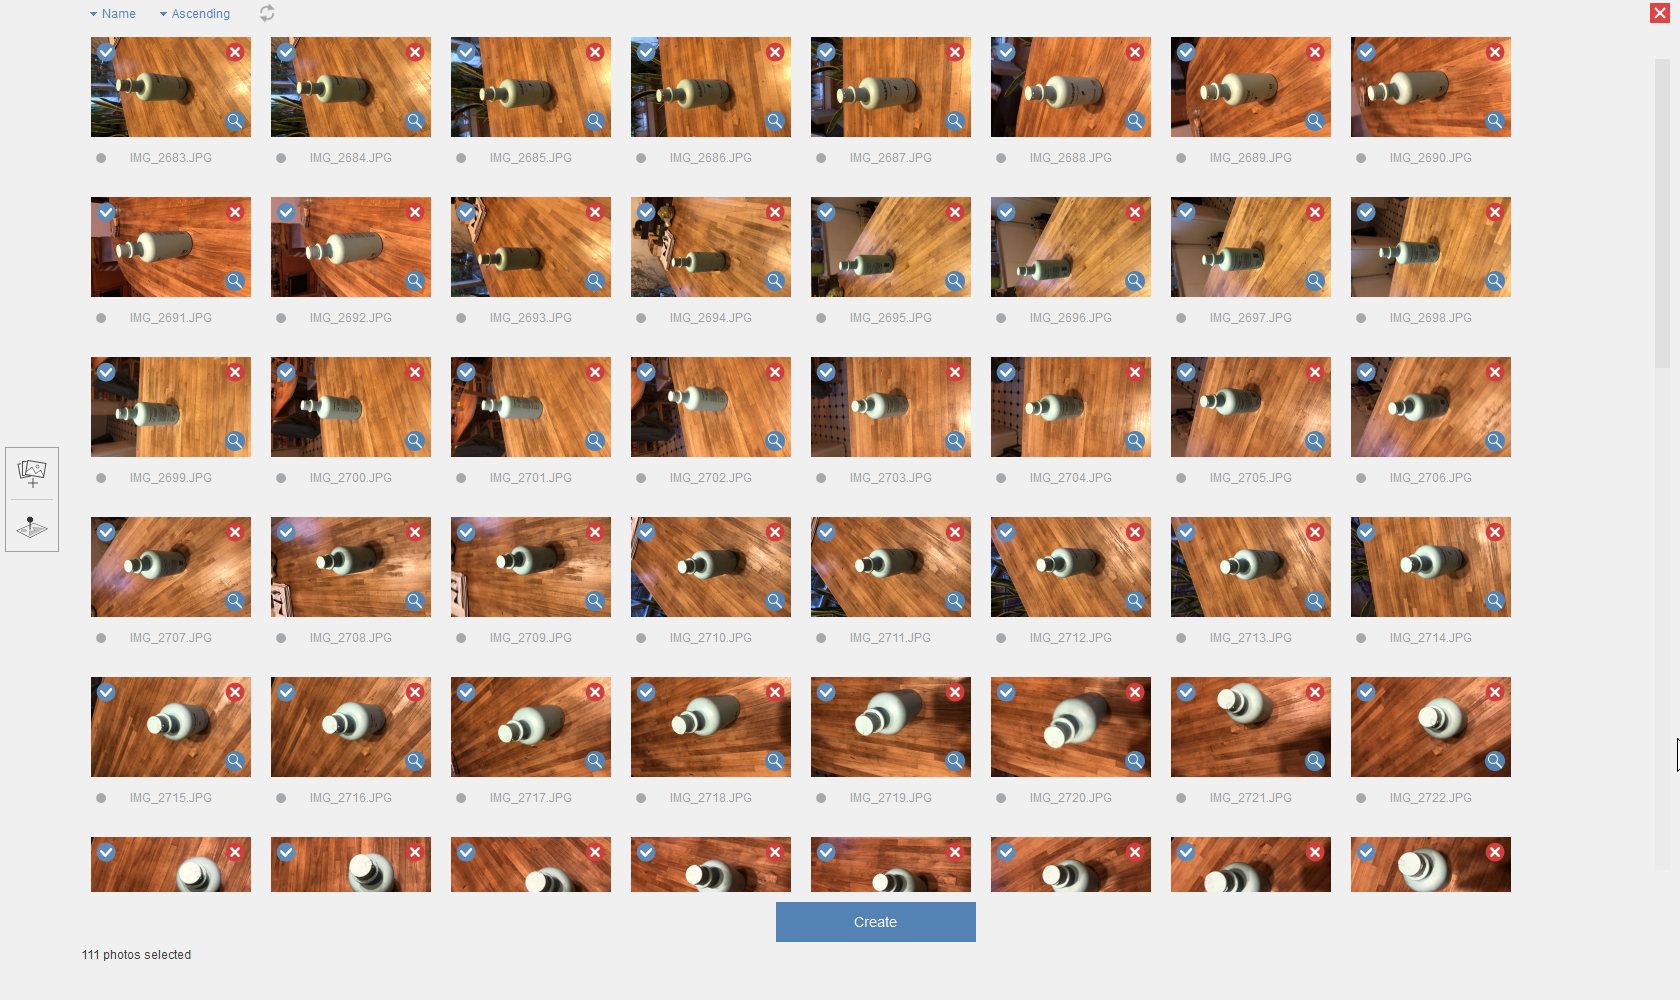 Name Ascending
IMG_2683.JPG IMG_2684.JPG IMG_2685.JPG IMG_2686.JPG IMG_2687.JPG IMG_2688.JPG IMG_2689.JPG IMG_2690.JPG
IMG_2691.JPG IMG_2692.JPG IMG_2693.JPG IMG_2694.JPG IMG_2695.JPG IMG_2696.JPG IMG_2697.JPG IMG_2698.JPG
IMG_2699.JPG IMG_2700.JPG IMG_2701.JPG IMG_2702.JPG IMG_2703.JPG IMG_2704.JPG IMG_2705.JPG IMG_2706.JPG
IMG_2707.JPG IMG_2708.JPG IMG_2709.JPG IMG_2710.JPG IMG_2711.JPG IMG_2712.JPG IMG_2713.JPG IMG_2714.JPG
IMG_2715.JPG IMG_2716.JPG IMG_2717.JPG IMG_2718.JPG IMG_2719.JPG IMG_2720.JPG IMG_2721.JPG IMG_2722.JPG
Create
111 photos selected